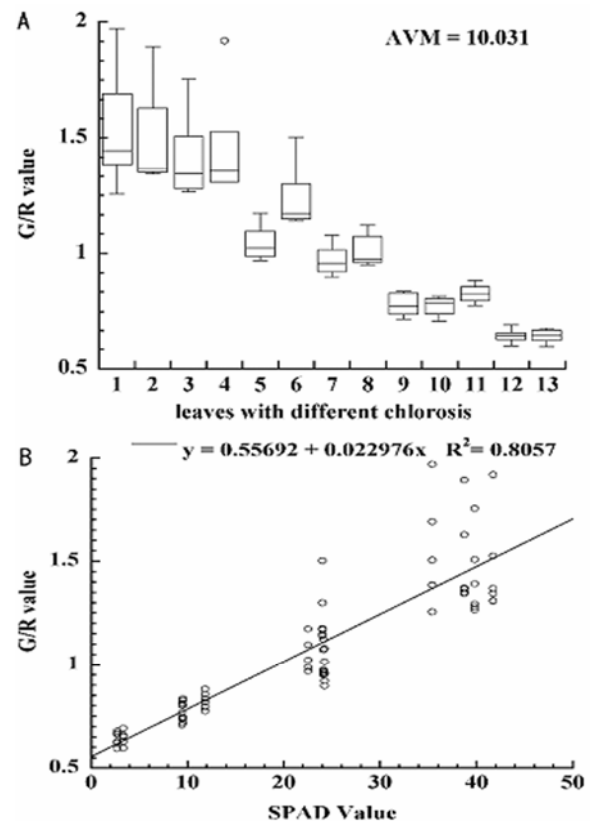 A
AVM = 10.031
G/R value
2
1.5
1
0.5
1 2 3 4 5 6 7 8 9 10 11 12 13
leaves with different chlorosis
B
y = 0.55692 + 0.022976x R²= 0.8057
G/R value
2
1.5
1
0.5
0 10 20 30 40 50
SPAD Value